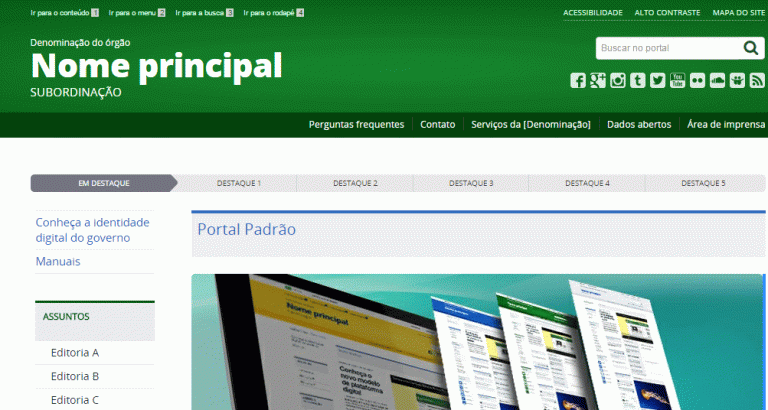 Ir para o conteúdo 1 Ir para o menu 2 Ir para a busca 3 Ir para o rodapé 4
ACESSIBILIDADE ALTO CONTRASTE MAPA DO SITE
Denominação do órgão
Nome principal
SUBORDINAÇÃO
Buscar no portal
You Tube
Perguntas frequentes Contato Serviços da [Denominação] Dados abertos Área de imprensa
EM DESTAQUE DESTAQUE 1 DESTAQUE 2 DESTAQUE 3 DESTAQUE 4 DESTAQUE 5
Conheça a identidade
digital do governo
Manuais
ASSUNTOS
Editoria A
Editoria B
Editoria C
Portal Padrão
Nome principal
Conheça o
novo modelo
de plataforma
digital